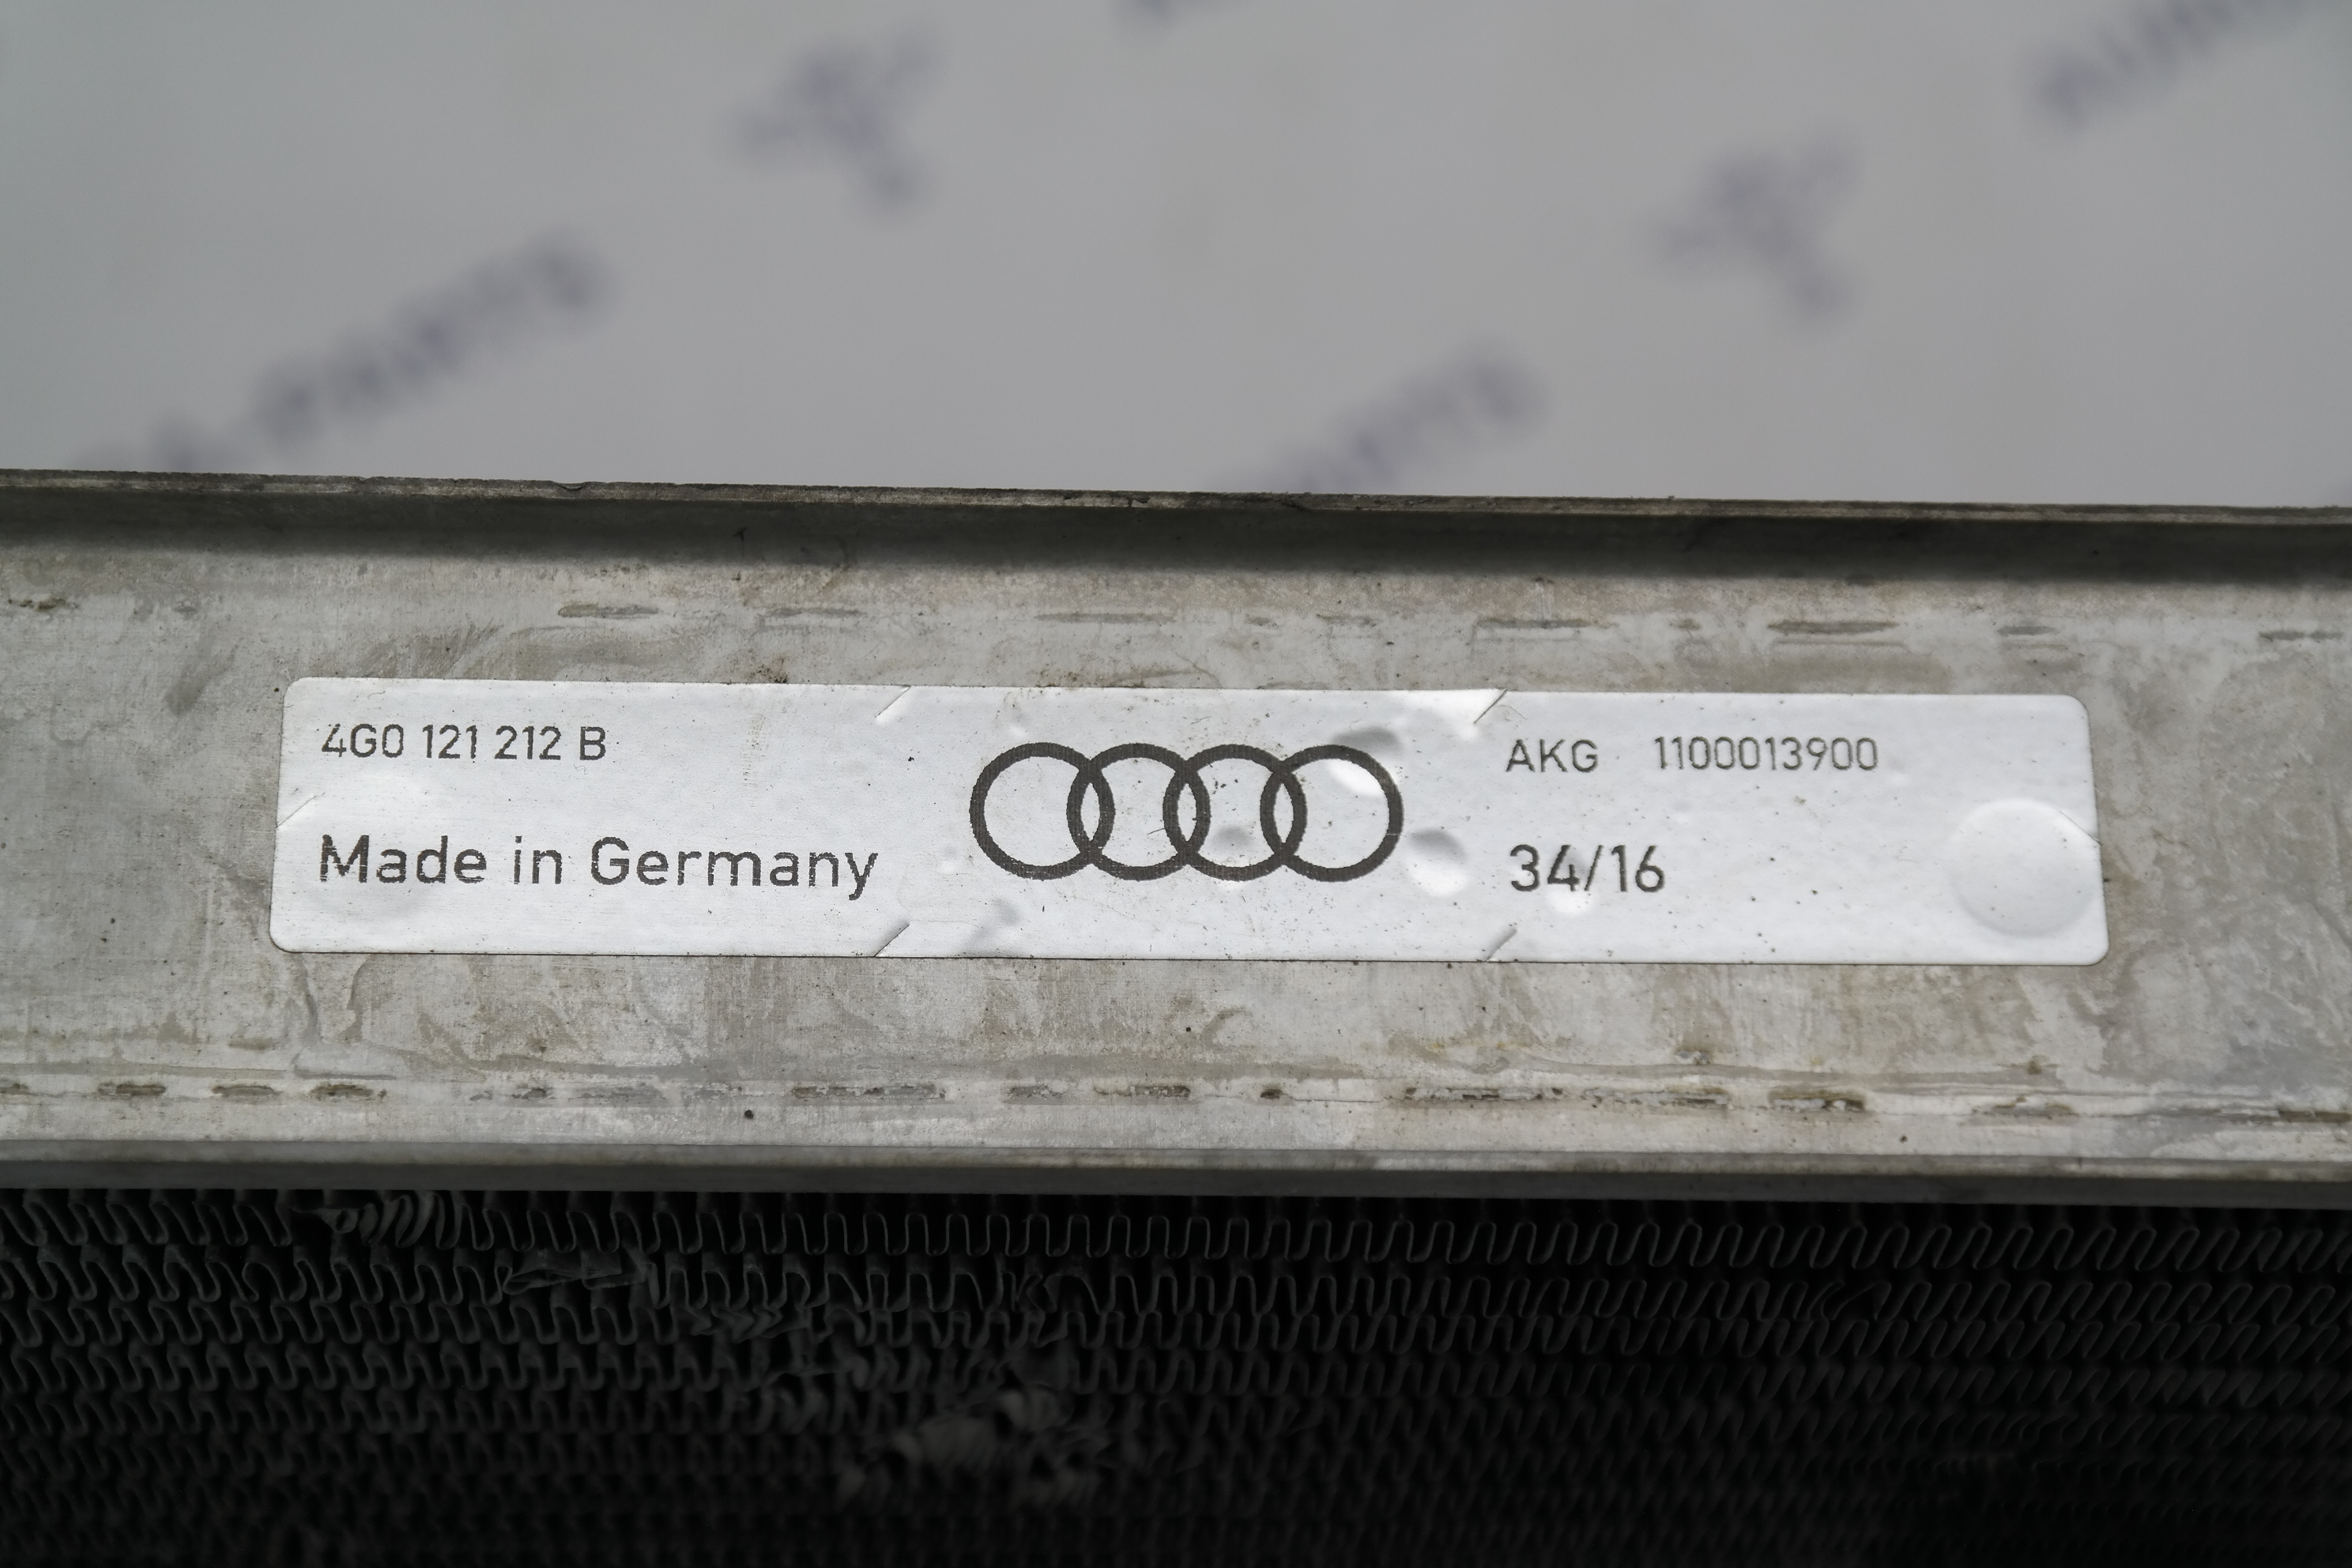 4G0 121 212 B
Made in Germany
AKG 1100013900
34/16